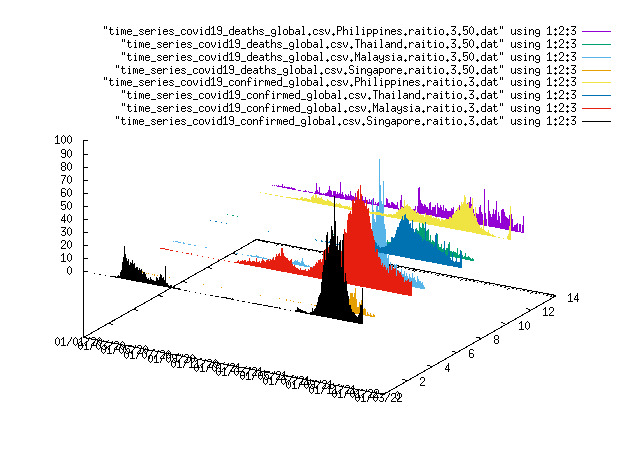 "time_series_covid19_deaths_global.csv.Philippines.raitio.3.50.dat" using 1:2:3
"time_series_covid19_deaths_global.csv.Thailand.raitio.3.50.dat" using 1:2:3
"time_series_covid19_deaths_global.csv.Malaysia.raitio.3.50.dat" using 1:2:3
"time_series_covid19_deaths_global.csv.Singapore.raitio.3.50.dat" using 1:2:3
"time_series_covid19_confirmed_global.csv.Philippines.raitio.3.dat" using 1:2:3
"time_series_covid19_confirmed_global.csv.Thailand.raitio.3.dat" using 1:2:3
"time_series_covid19_confirmed_global.csv.Malaysia.raitio.3.dat" using 1:2:3
"time_series_covid19_confirmed_global.csv.Singapore.raitio.3.dat" using 1:2:3
100
90
80
70
60
50
40
30
20
10
0
14
12
10
8
6
4
2
0
01/03/22